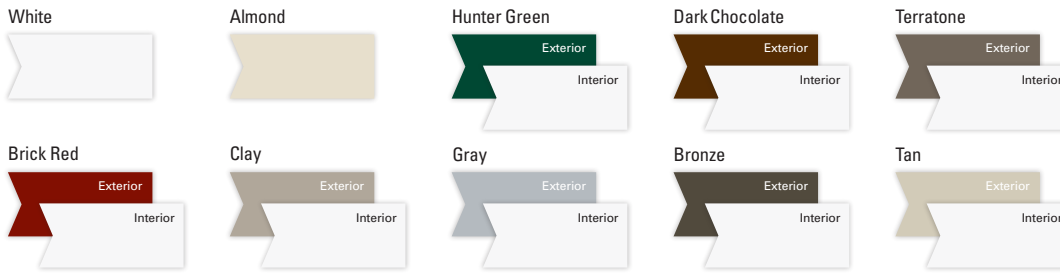 White
Almond
Hunter Green
Dark Chocolate
Terratone
Exterior
Exterior
Exterior
Interior
Interior
Interior
Brick Red
Clay
Gray
Bronze
Tan
Exterior
Exterior
Exterior
Exterior
Exterior
Interior
Interior
Interior
Interior
Interior